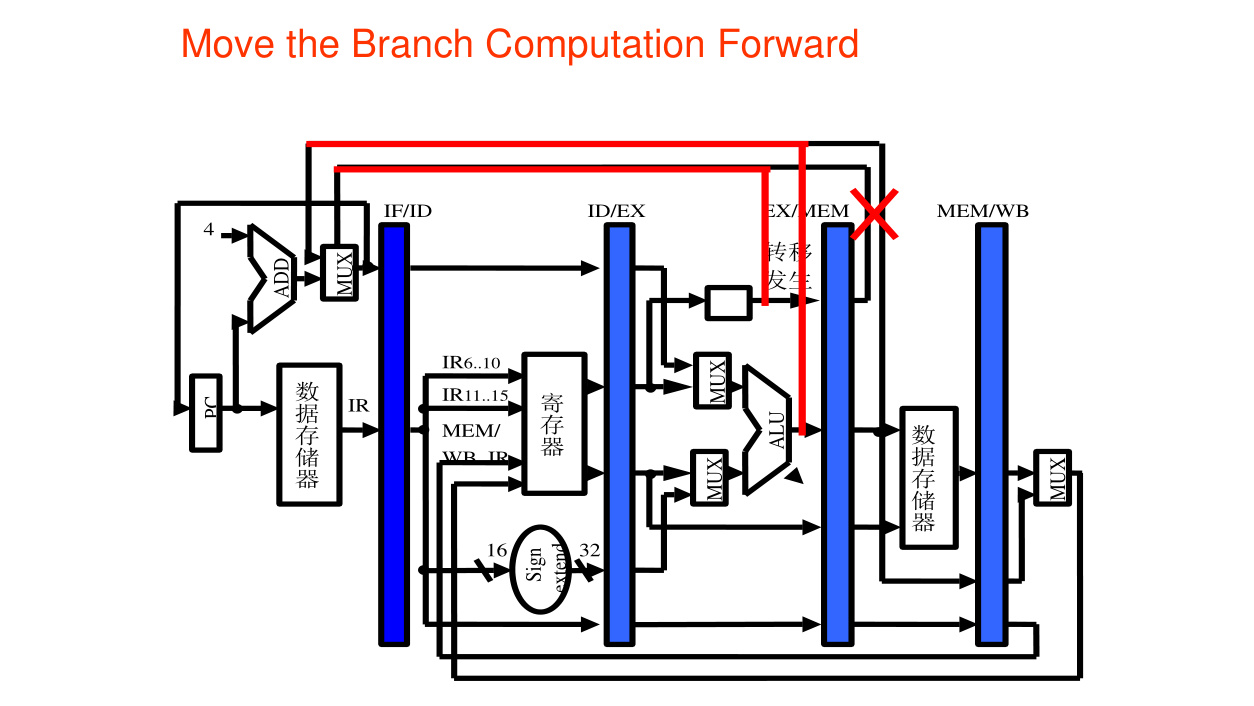 Move the Branch Computation Forward
IF/ID
ID/EX
EX/MEM
MEM/WB
4
ADD
MUX
转移
发生
IR6..10
IR11..15
MEM/
WB. IR
IR
PC
数据存储器
寄存器
MUX
ALU
MUX
数据存储器
MUX
16
Sign
extend
32